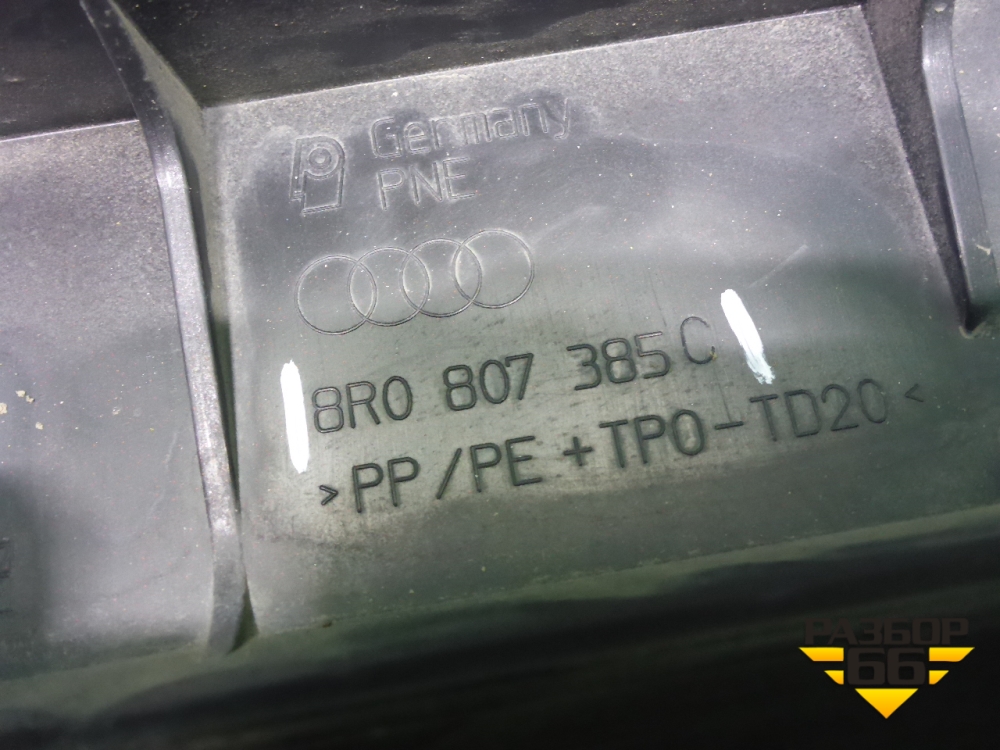 Germany
PNE
8R0 807 385 C
>PP/PE+TPO-TD20<
РАЗБОР
66